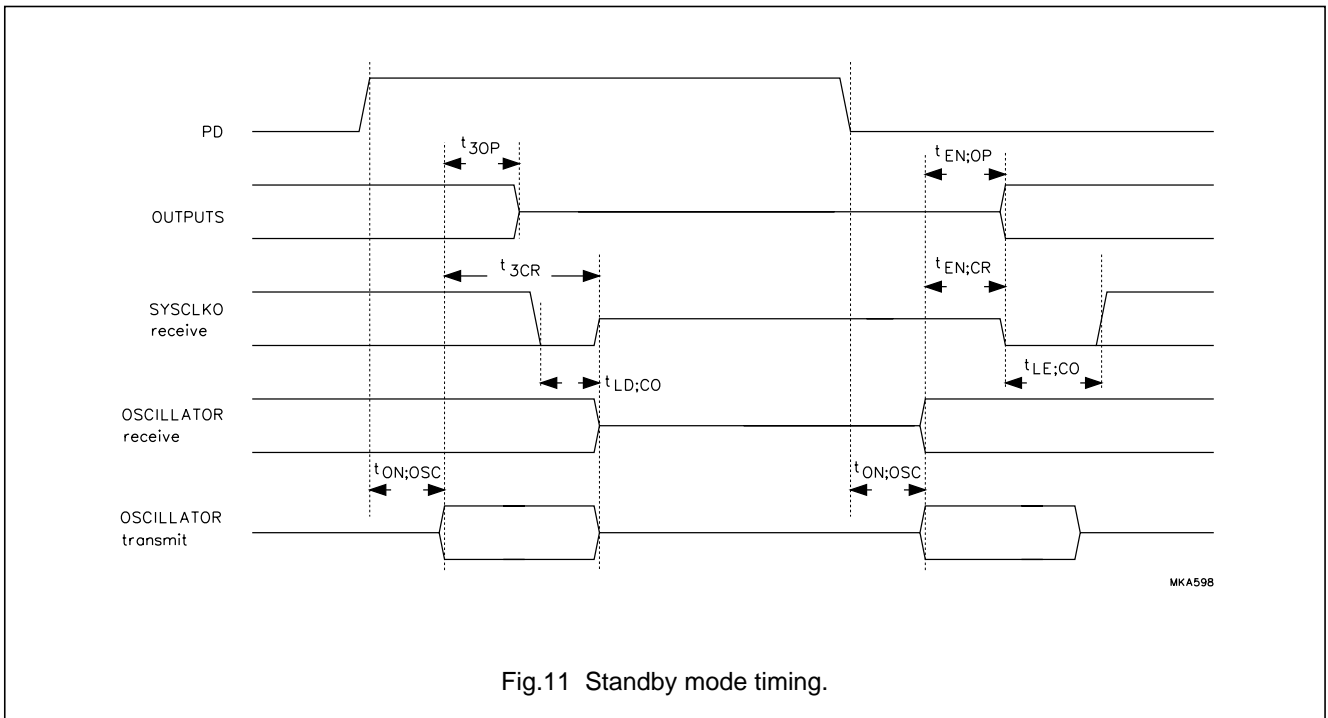 PD
t3OP
tEN;OP
OUTPUTS
t3CR
tEN;CR
SYSCLKO
receive
tLD;CO
tLE;CO
OSCILLATOR
receive
tON;OSC
tON;OSC
OSCILLATOR
transmit
MKA598
Fig.11 Standby mode timing.